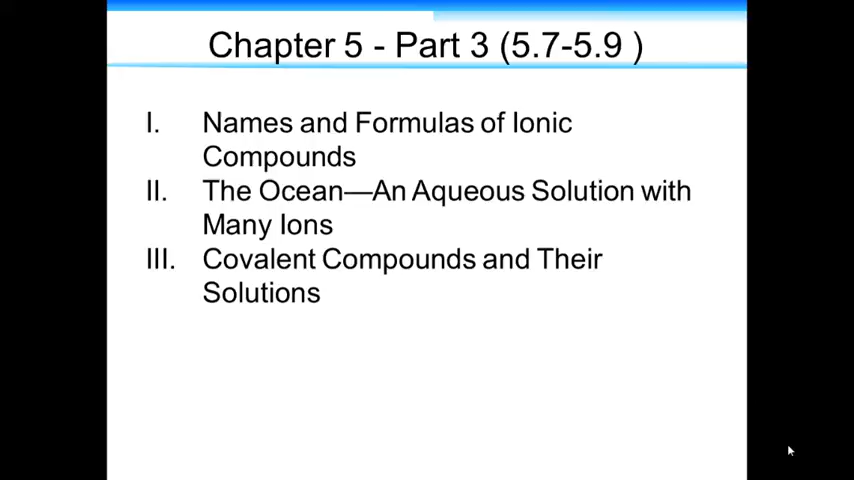 Chapter 5 - Part 3 (5.7-5.9 )
I. Names and Formulas of Ionic
Compounds
II. The Ocean—An Aqueous Solution with
Many Ions
III. Covalent Compounds and Their
Solutions